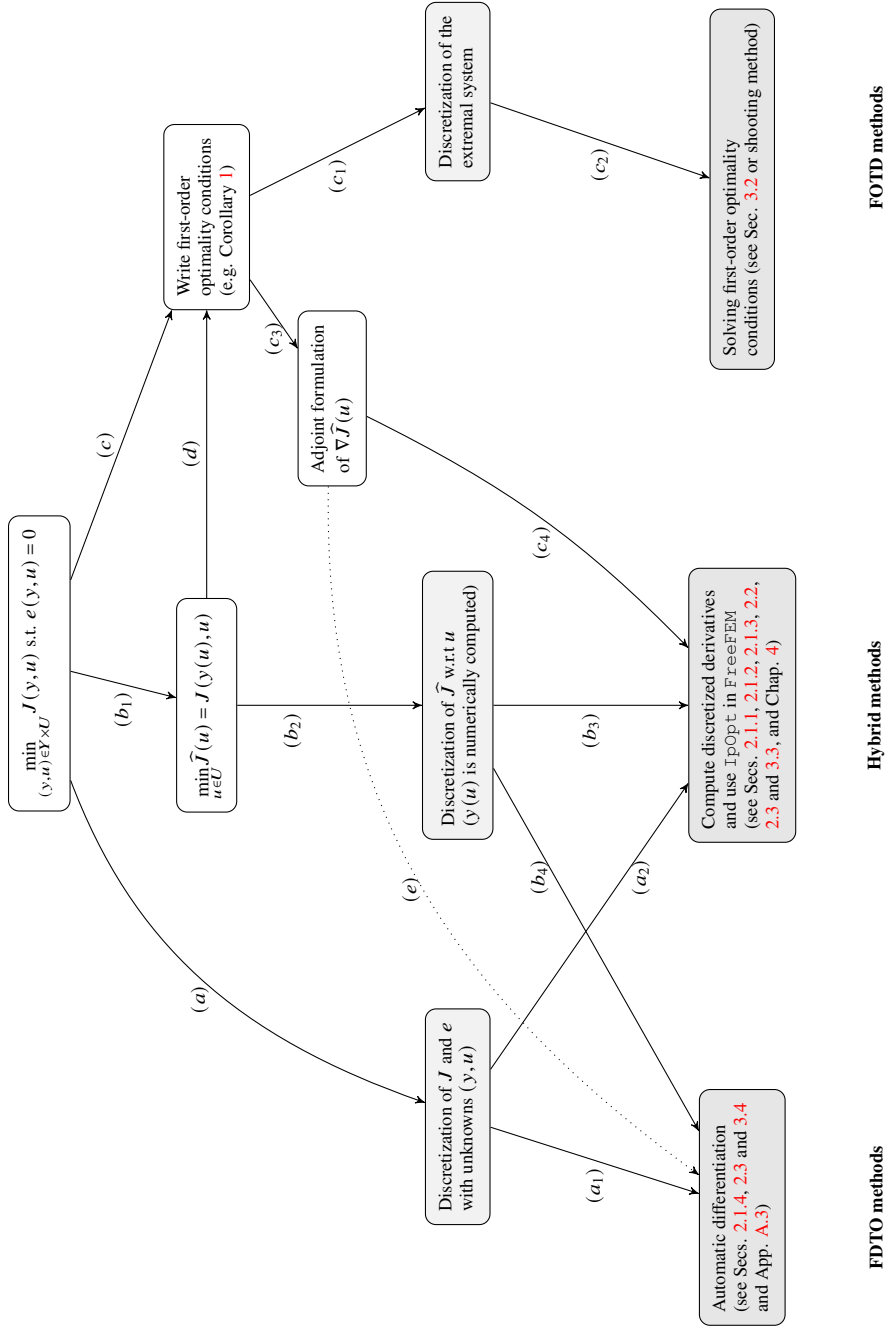 min J(y, u) s.t. e(y, u) = 0
(y,u)∈Y×U
(a)
(b₁)
(c)
min Ĵ(u) = J(y(u), u)
u∈U
(d)
Write first-order
optimality conditions
(e.g. Corollary 1)
(b₂)
(c₃)
(c₁)
Adjoint formulation
of ∇Ĵ(u)
(e)
Discretization of J and e
with unknowns (y, u)
Discretization of Ĵ w.r.t u
(y(u) is numerically computed)
Discretization of the
extremal system
(a₁)
(a₂)
(b₄)
(b₃)
(c₄)
(c₂)
Automatic differentiation
(see Secs. 2.1.4, 2.3 and 3.4
and App. A.3)
Compute discretized derivatives
and use IpOpt in FreeFEM
(see Secs. 2.1.1, 2.1.2, 2.1.3, 2.2,
2.3 and 3.3, and Chap. 4)
Solving first-order optimality
conditions (see Sec. 3.2 or shooting method)
FDTO methods
Hybrid methods
FOTD methods